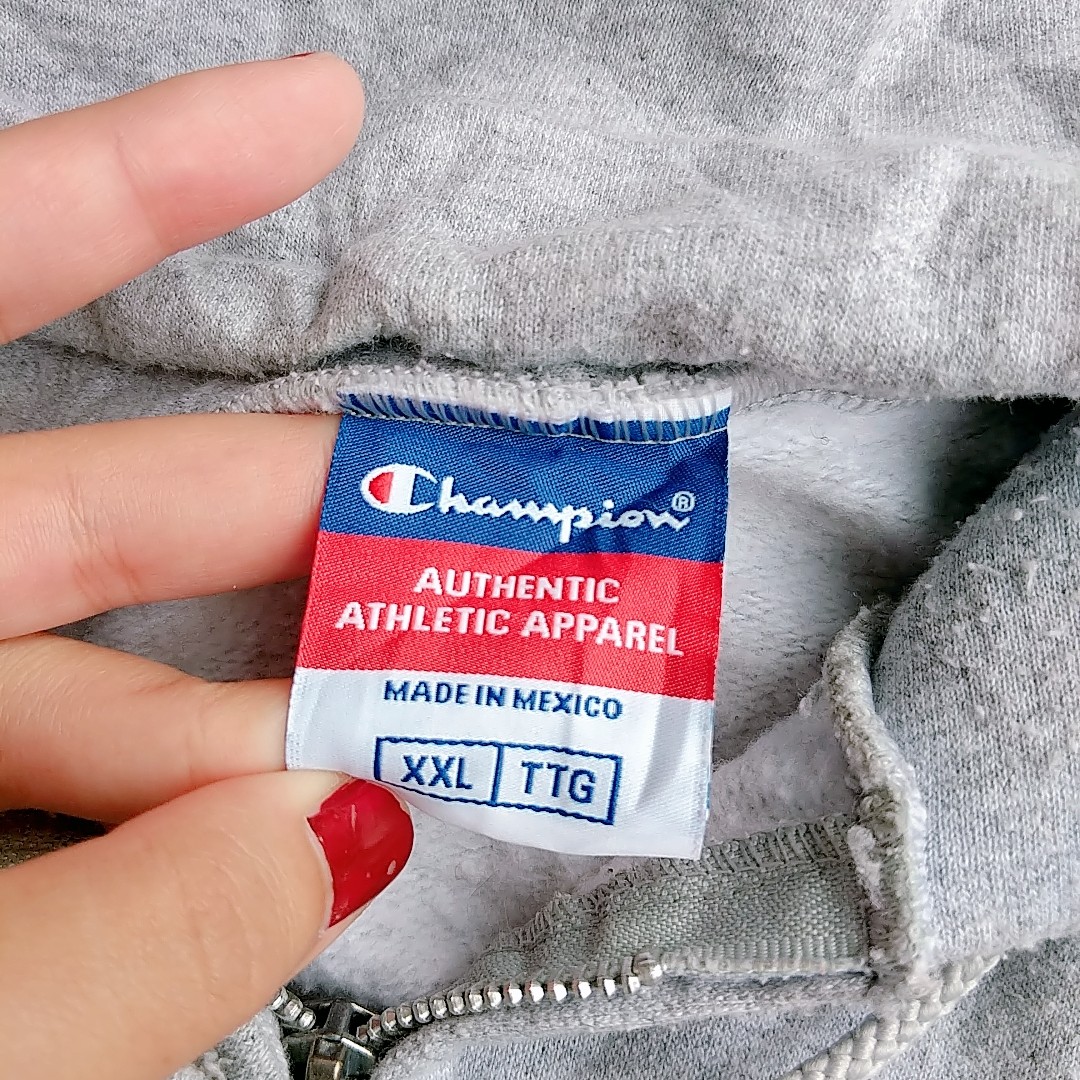 Champion®
AUTHENTIC
ATHLETIC APPAREL
MADE IN MEXICO
XXL TTG